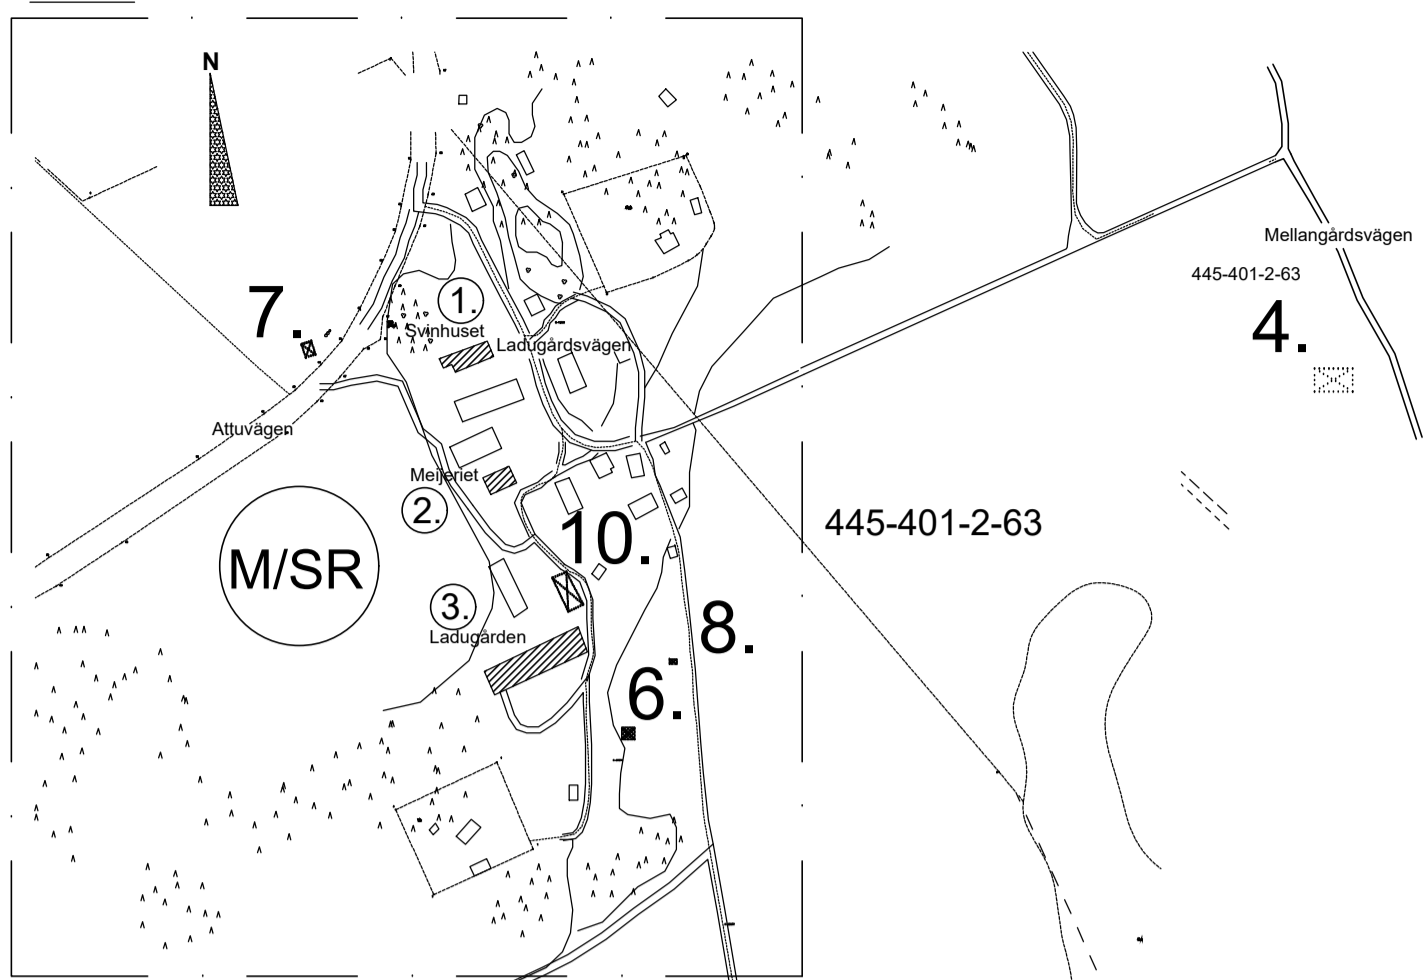 N
Mellangårdsvägen
445-401-2-63
4.
7.
1.
Svinhuset
Ladugårdsvägen
Attuvägen
Meijeriet
2.
10.
445-401-2-63
M/SR
3.
Ladugården
8.
6.